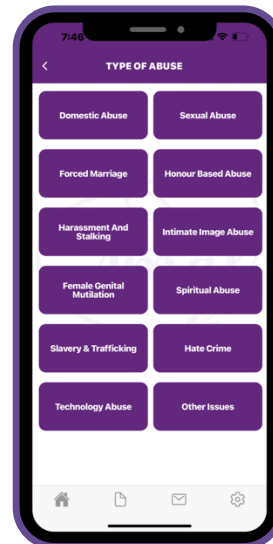 7:46
TYPE OF ABUSE
Domestic Abuse
Sexual Abuse
Forced Marriage
Honour Based Abuse
Harassment And
Stalking
Intimate Image Abuse
Female Genital
Mutilation
Spiritual Abuse
Slavery & Trafficking
Hate Crime
Technology Abuse
Other Issues